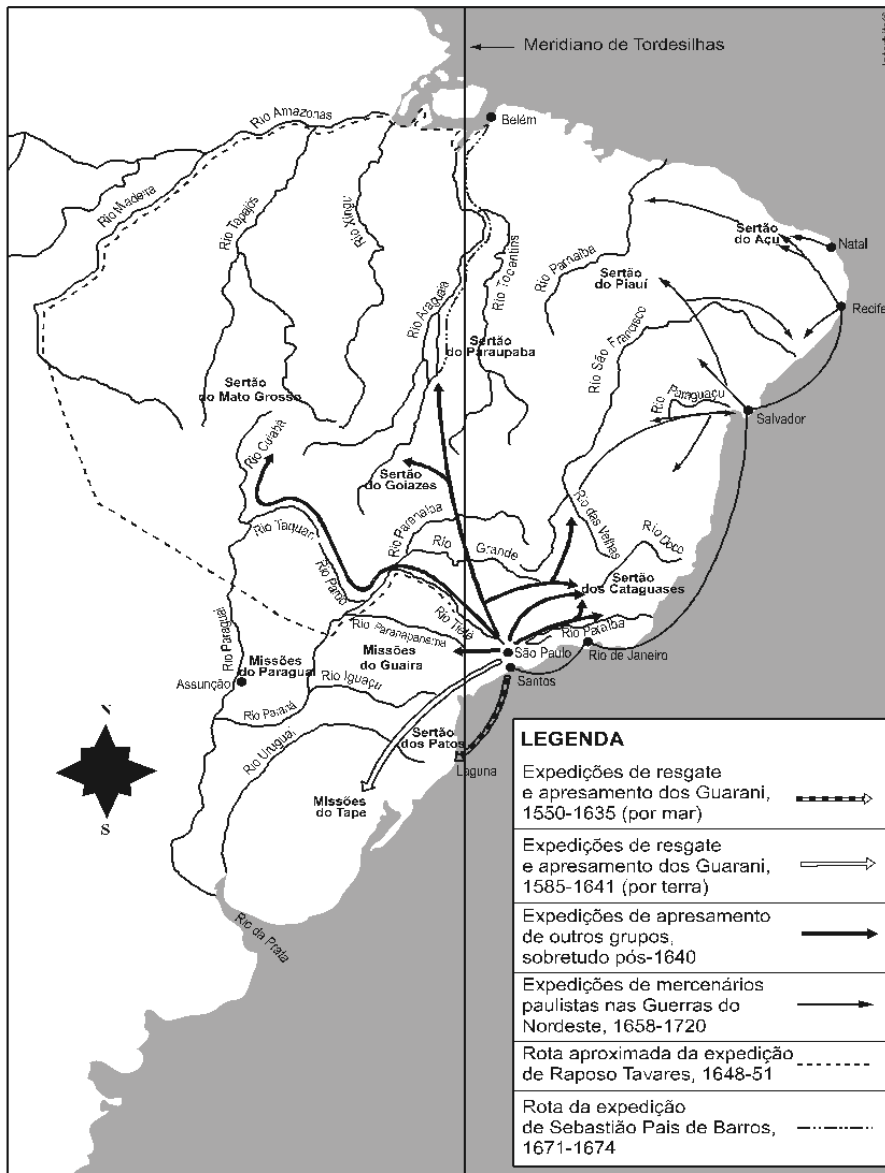 Meridiano de Tordesilhas
Rio Amazonas
Belém
Rio Madeira
Rio Tapajós
Rio Xingu
Rio Araguaia
Rio Tocantins
Rio Parnaíba
Sertão
do Açú
Natal
Sertão
do Piauí
Recife
Sertão
do Paraupaba
Rio São Francisco
Sertão
do Mato Grosso
Rio Paraguaçu
Salvador
Rio Cuiabá
Sertão
do Goiazes
Rio Taquari
Rio Paranaíba
Rio Grande
Rio das Velhas
Rio Doce
Rio Pardo
Sertão
dos Cataguases
Rio Tietê
Rio Paranapanema
Rio Paraíba
Rio Paraguai
São Paulo
Rio de Janeiro
Missões
do Paraguai
Missões
do Guaira
Santos
Assunção
Rio Iguaçu
Rio Paraná
Rio Uruguai
Sertão
dos Patos
Laguna
N
S
Missões
do Tape
Rio da Prata
LEGENDA
Expedições de resgate
e apresamento dos Guarani,
1550-1635 (por mar)
Expedições de resgate
e apresamento dos Guarani,
1585-1641 (por terra)
Expedições de apresamento
de outros grupos,
sobretudo pós-1640
Expedições de mercenários
paulistas nas Guerras do
Nordeste, 1658-1720
Rota aproximada da expedição
de Raposo Tavares, 1648-51
Rota da expedição
de Sebastião Pais de Barros,
1671-1674